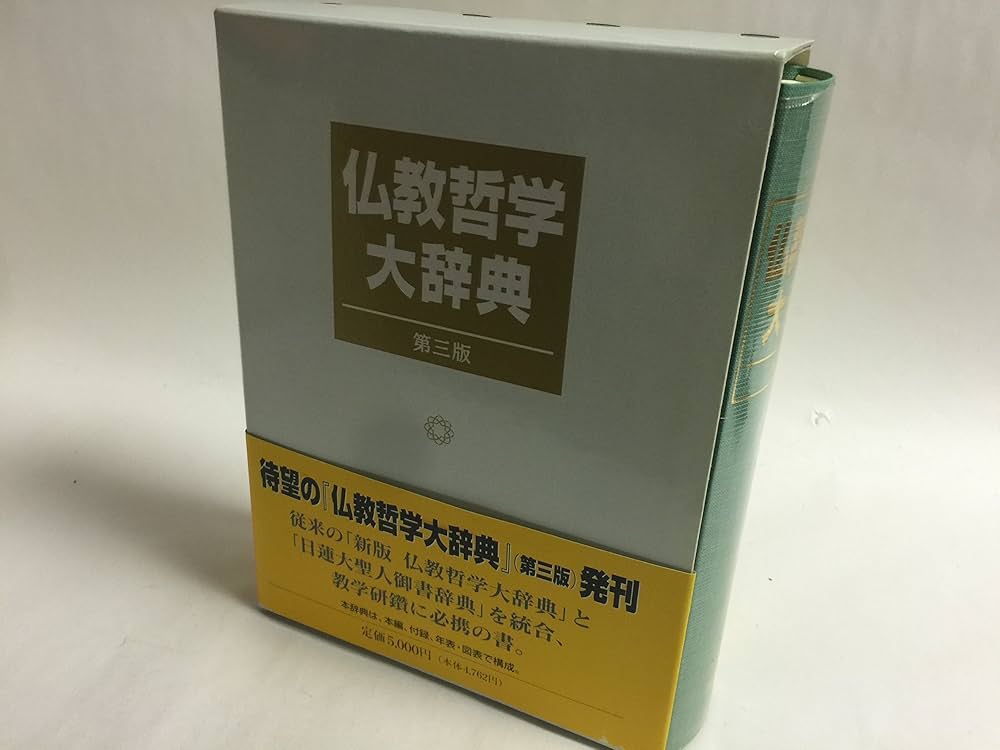 仏教哲学
大辞典
第三版
待望の『仏教哲学大辞典』(第三版)発刊
従来の「新版 仏教哲学大辞典」と
「日蓮大聖人御書辞典」を統合、
教学研鑽に必携の書。
本辞典は、本編、付録、年表・図表で構成。
定価5,000円(本体4,762円)
大